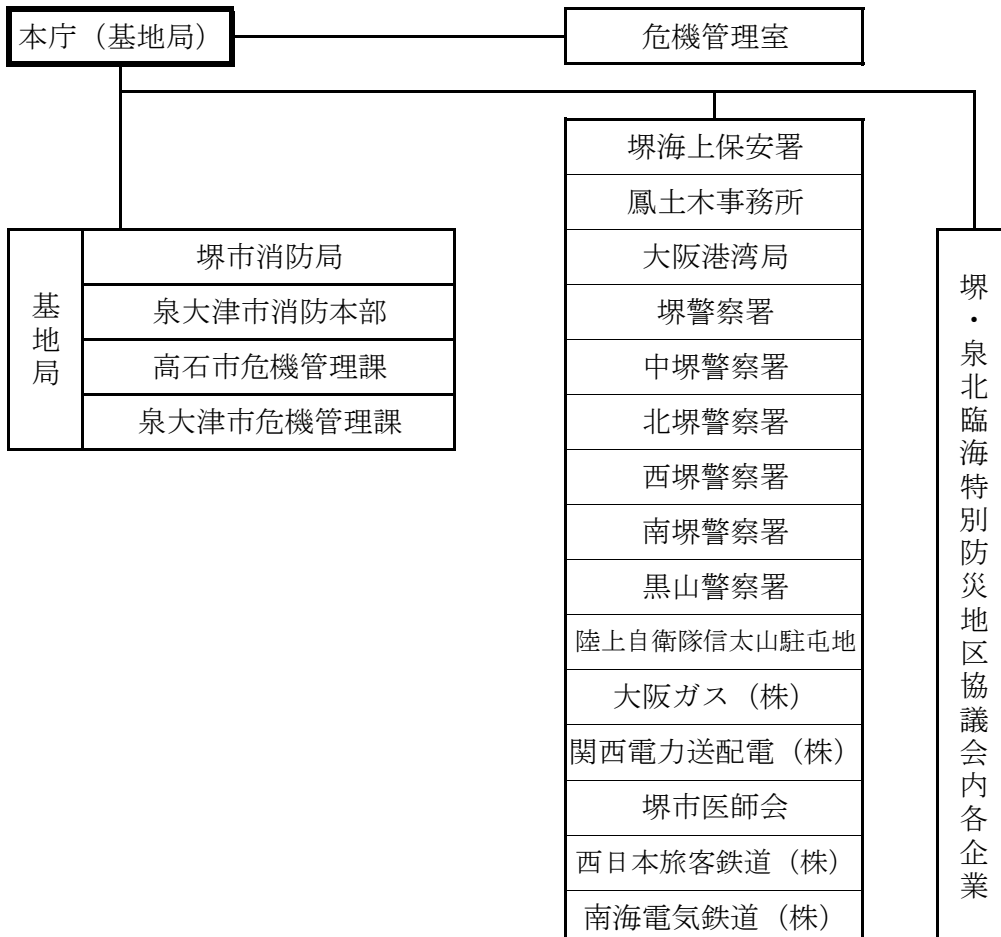 本庁（基地局）
危機管理室
基地局
堺市消防局
泉大津市消防本部
高石市危機管理課
泉大津市危機管理課
堺海上保安署
鳳土木事務所
大阪港湾局
堺警察署
中堺警察署
北堺警察署
西堺警察署
南堺警察署
黒山警察署
陸上自衛隊信太山駐屯地
大阪ガス（株）
関西電力送配電（株）
堺市医師会
西日本旅客鉄道（株）
南海電気鉄道（株）
堺・泉北臨海特別防災地区協議会内各企業